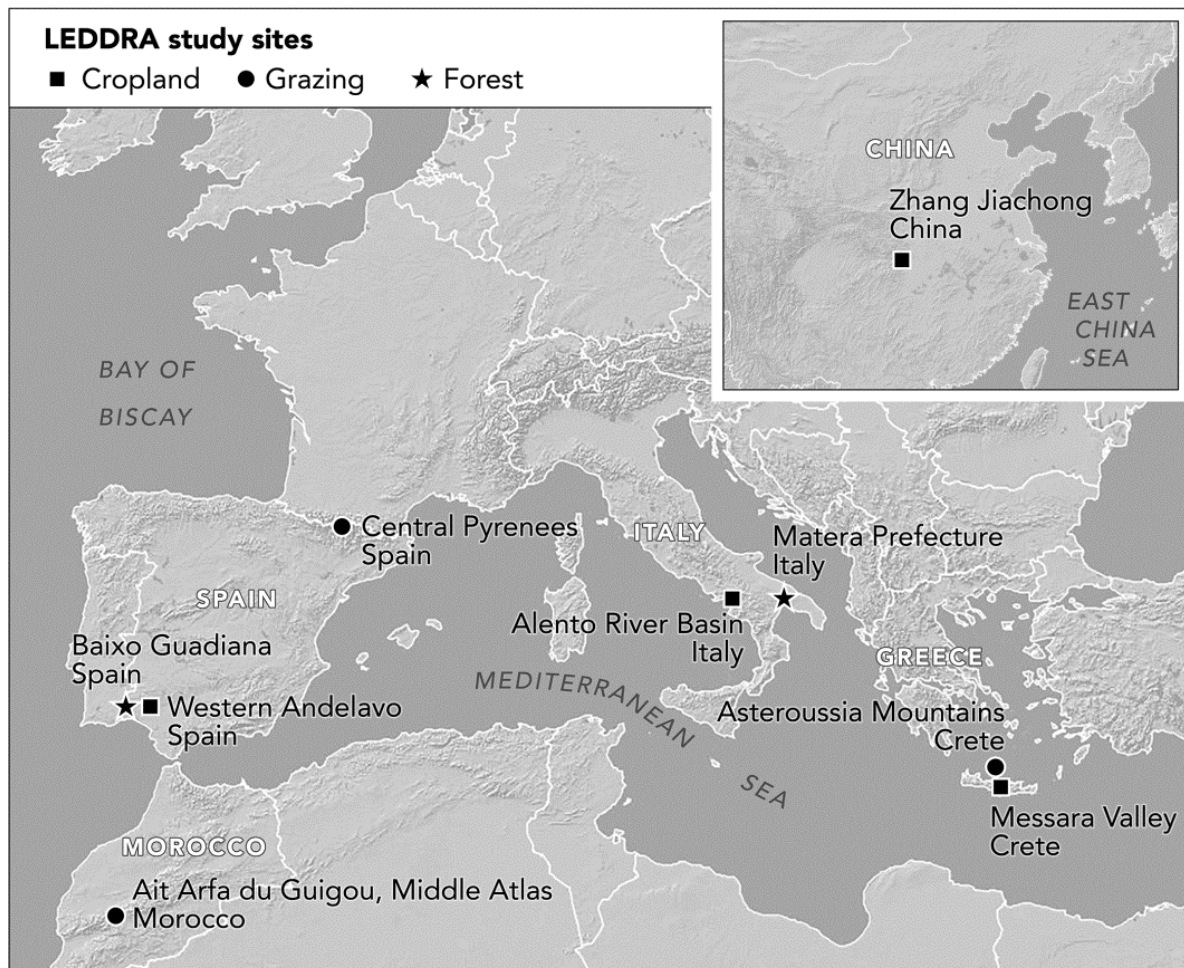 LEDDRA study sites
Cropland Grazing Forest
CHINA
Zhang Jiachong
China
EAST
CHINA
SEA
BAY OF
BISCAY
Central Pyrenees
Spain
ITALY
Matera Prefecture
Italy
SPAIN
Alento River Basin
Italy
Baixo Guadiana
Spain
GREECE
MEDITERRANEAN
SEA
Western Andelavo
Spain
Asteroussia Mountains
Crete
Messara Valley
Crete
MOROCCO
Ait Arfa du Guigou, Middle Atlas
Morocco